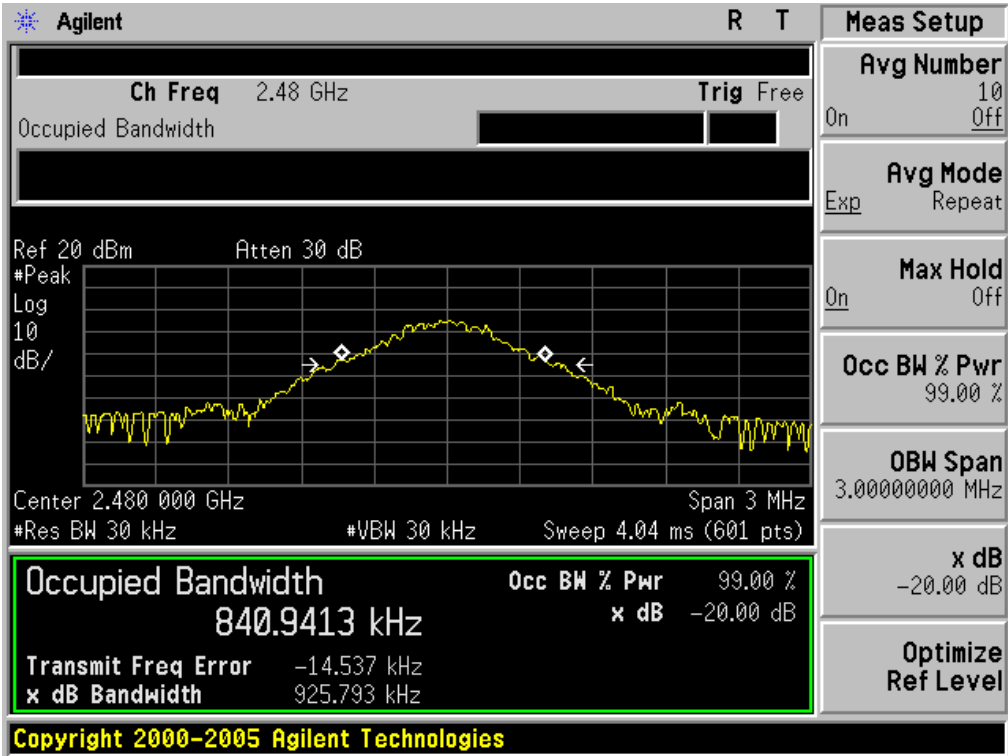 Agilent R T
Meas Setup
Ch Freq 2.48 GHz Trig Free
Occupied Bandwidth
Ref 20 dBm Atten 30 dB
#Peak
Log
10
dB/
Center 2.480 000 GHz Span 3 MHz
#Res BW 30 kHz #VBW 30 kHz Sweep 4.04 ms (601 pts)
Occupied Bandwidth Occ BW % Pwr 99.00 %
840.9413 kHz x dB -20.00 dB
Transmit Freq Error -14.537 kHz
x dB Bandwidth 925.793 kHz
Avg Number
10
On Off
Avg Mode
Exp Repeat
Max Hold
On Off
Occ BW % Pwr
99.00 %
OBW Span
3.00000000 MHz
x dB
-20.00 dB
Optimize
Ref Level
Copyright 2000-2005 Agilent Technologies